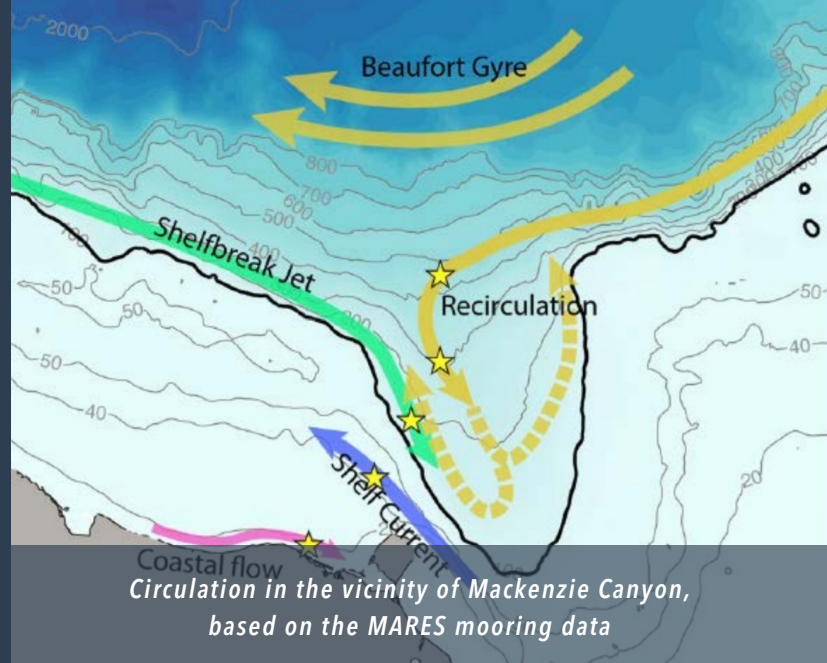 2000
Beaufort Gyre
800
700
600
500
400
Shelfbreak Jet
Recirculation
50
50
50
40
50
40
20
Shelf Current
Coastal flow
Circulation in the vicinity of Mackenzie Canyon,
based on the MARES mooring data